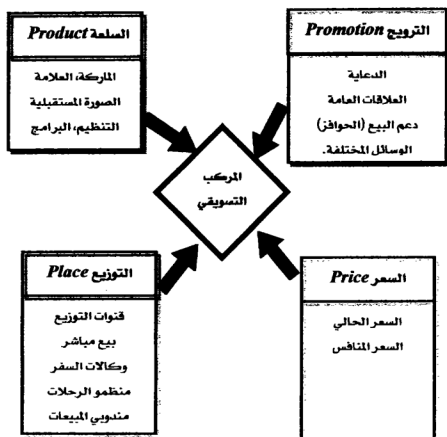 السلعة Product
الماركة، العلامة
الصورة المستقبلية
التنظيم، البرامج
الترويج Promotion
الدعاية
العلاقات العامة
دعم البيع (الحوافز)
الوسائل المختلفة.
المركب
التسويقي
التوزيع Place
قنوات التوزيع
بيع مباشر
وكالات السفر
منظمو الرحلات
مندوبي المبيعات
السعر Price
السعر الحالي
السعر المنافس